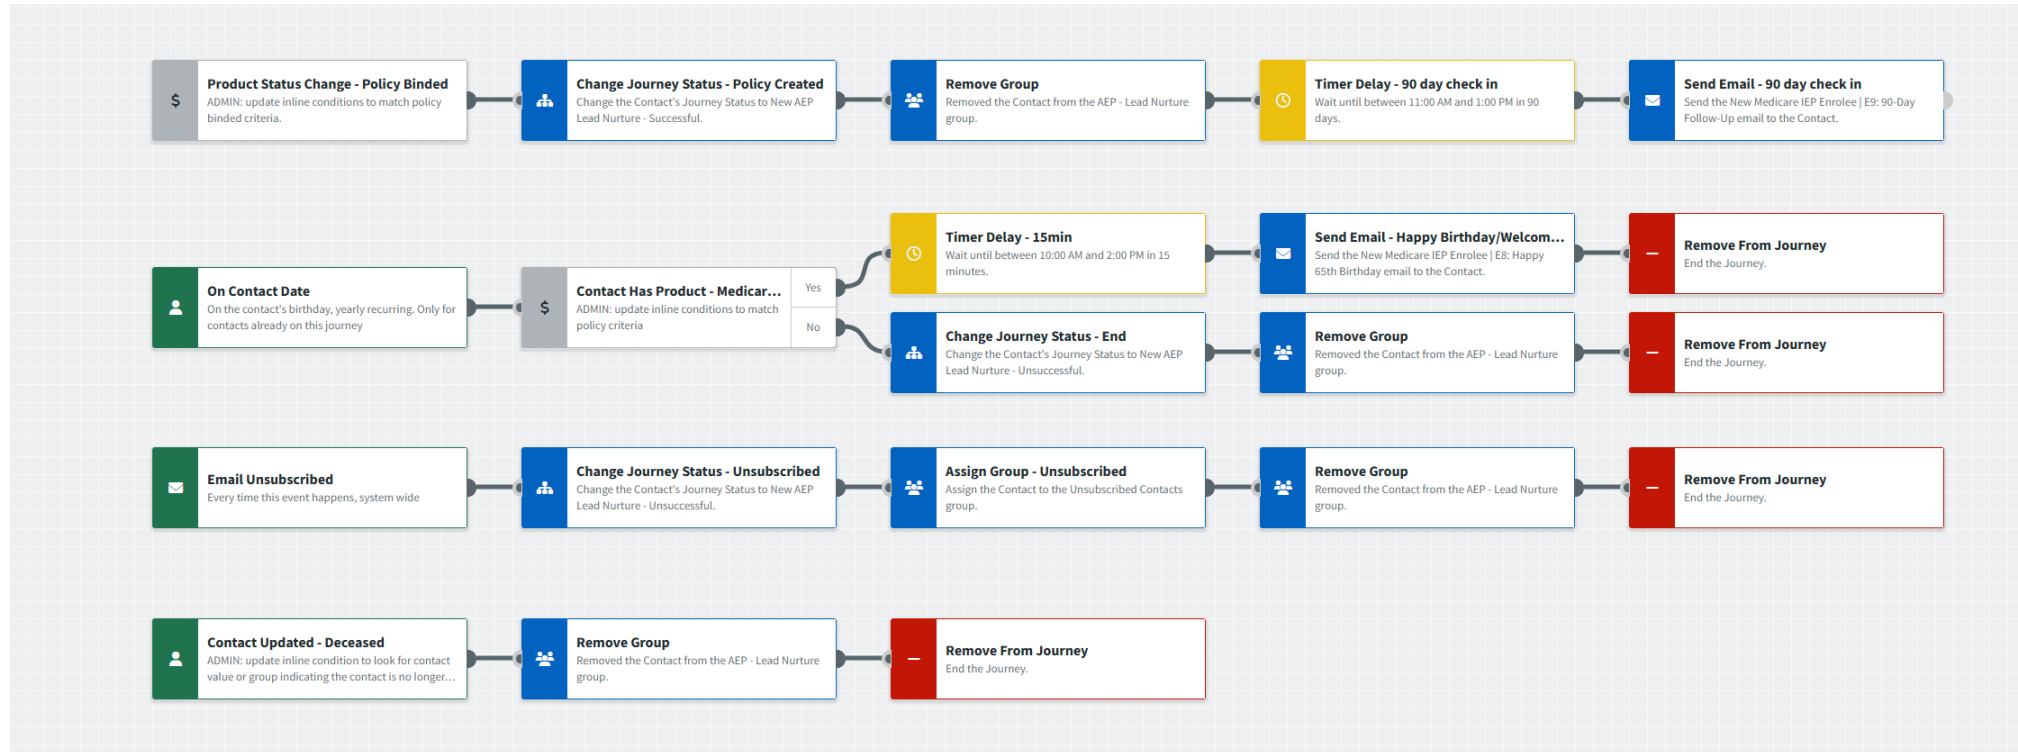 Product Status Change - Policy Binded
ADMIN: update inline conditions to match policy
binded criteria.
Change Journey Status - Policy Created
Change the Contact's Journey Status to New AEP
Lead Nurture - Successful.
Remove Group
Removed the Contact from the AEP - Lead Nurture
group.
Timer Delay - 90 day check in
Wait until between 11:00 AM and 1:00 PM in 90
days.
Send Email - 90 day check in
Send the New Medicare IEP Enrolee | E9: 90-Day
Follow-Up email to the Contact.
On Contact Date
On the contact's birthday, yearly recurring. Only for
contacts already on this journey
Contact Has Product - Medicar...
ADMIN: update inline conditions to match
policy criteria
Yes
No
Timer Delay - 15min
Wait until between 10:00 AM and 2:00 PM in 15
minutes.
Send Email - Happy Birthday/Welcom...
Send the New Medicare IEP Enrolee | E8: Happy
65th Birthday email to the Contact.
Remove From Journey
End the Journey.
Change Journey Status - End
Change the Contact's Journey Status to New AEP
Lead Nurture - Unsuccessful.
Remove Group
Removed the Contact from the AEP - Lead Nurture
group.
Remove From Journey
End the Journey.
Email Unsubscribed
Every time this event happens, system wide
Change Journey Status - Unsubscribed
Change the Contact's Journey Status to New AEP
Lead Nurture - Unsuccessful.
Assign Group - Unsubscribed
Assign the Contact to the Unsubscribed Contacts
group.
Remove Group
Removed the Contact from the AEP - Lead Nurture
group.
Remove From Journey
End the Journey.
Contact Updated - Deceased
ADMIN: update inline condition to look for contact
value or group indicating the contact is no longer...
Remove Group
Removed the Contact from the AEP - Lead Nurture
group.
Remove From Journey
End the Journey.